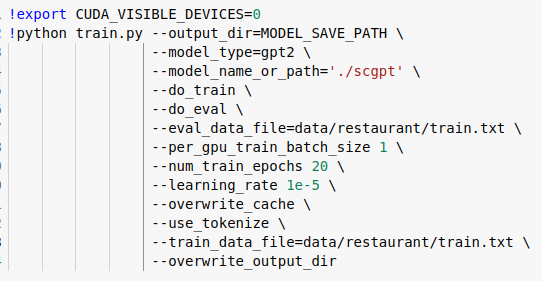 !export CUDA_VISIBLE_DEVICES=0
!python train.py --output_dir=MODEL_SAVE_PATH \
--model_type=gpt2 \
--model_name_or_path='./scgpt' \
--do_train \
--do_eval \
--eval_data_file=data/restaurant/train.txt \
--per_gpu_train_batch_size 1 \
--num_train_epochs 20 \
--learning_rate 1e-5 \
--overwrite_cache \
--use_tokenize \
--train_data_file=data/restaurant/train.txt \
--overwrite_output_dir